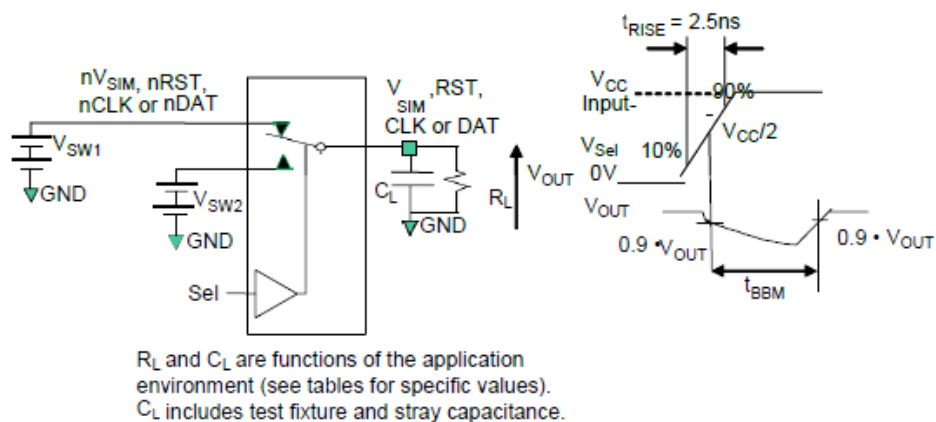 nVSIM, nRST,
nCLK or nDAT
VSW1
GND
VSW2
GND
Sel
V
SIM ,RST,
CLK or DAT
CL
RL
GND
VOUT
tRISE = 2.5ns
VCC
Input-
90%
VCC/2
VSel
10%
0V
VOUT
0.9 • VOUT
0.9 • VOUT
tBBM
RL and CL are functions of the application
environment (see tables for specific values).
CL includes test fixture and stray capacitance.